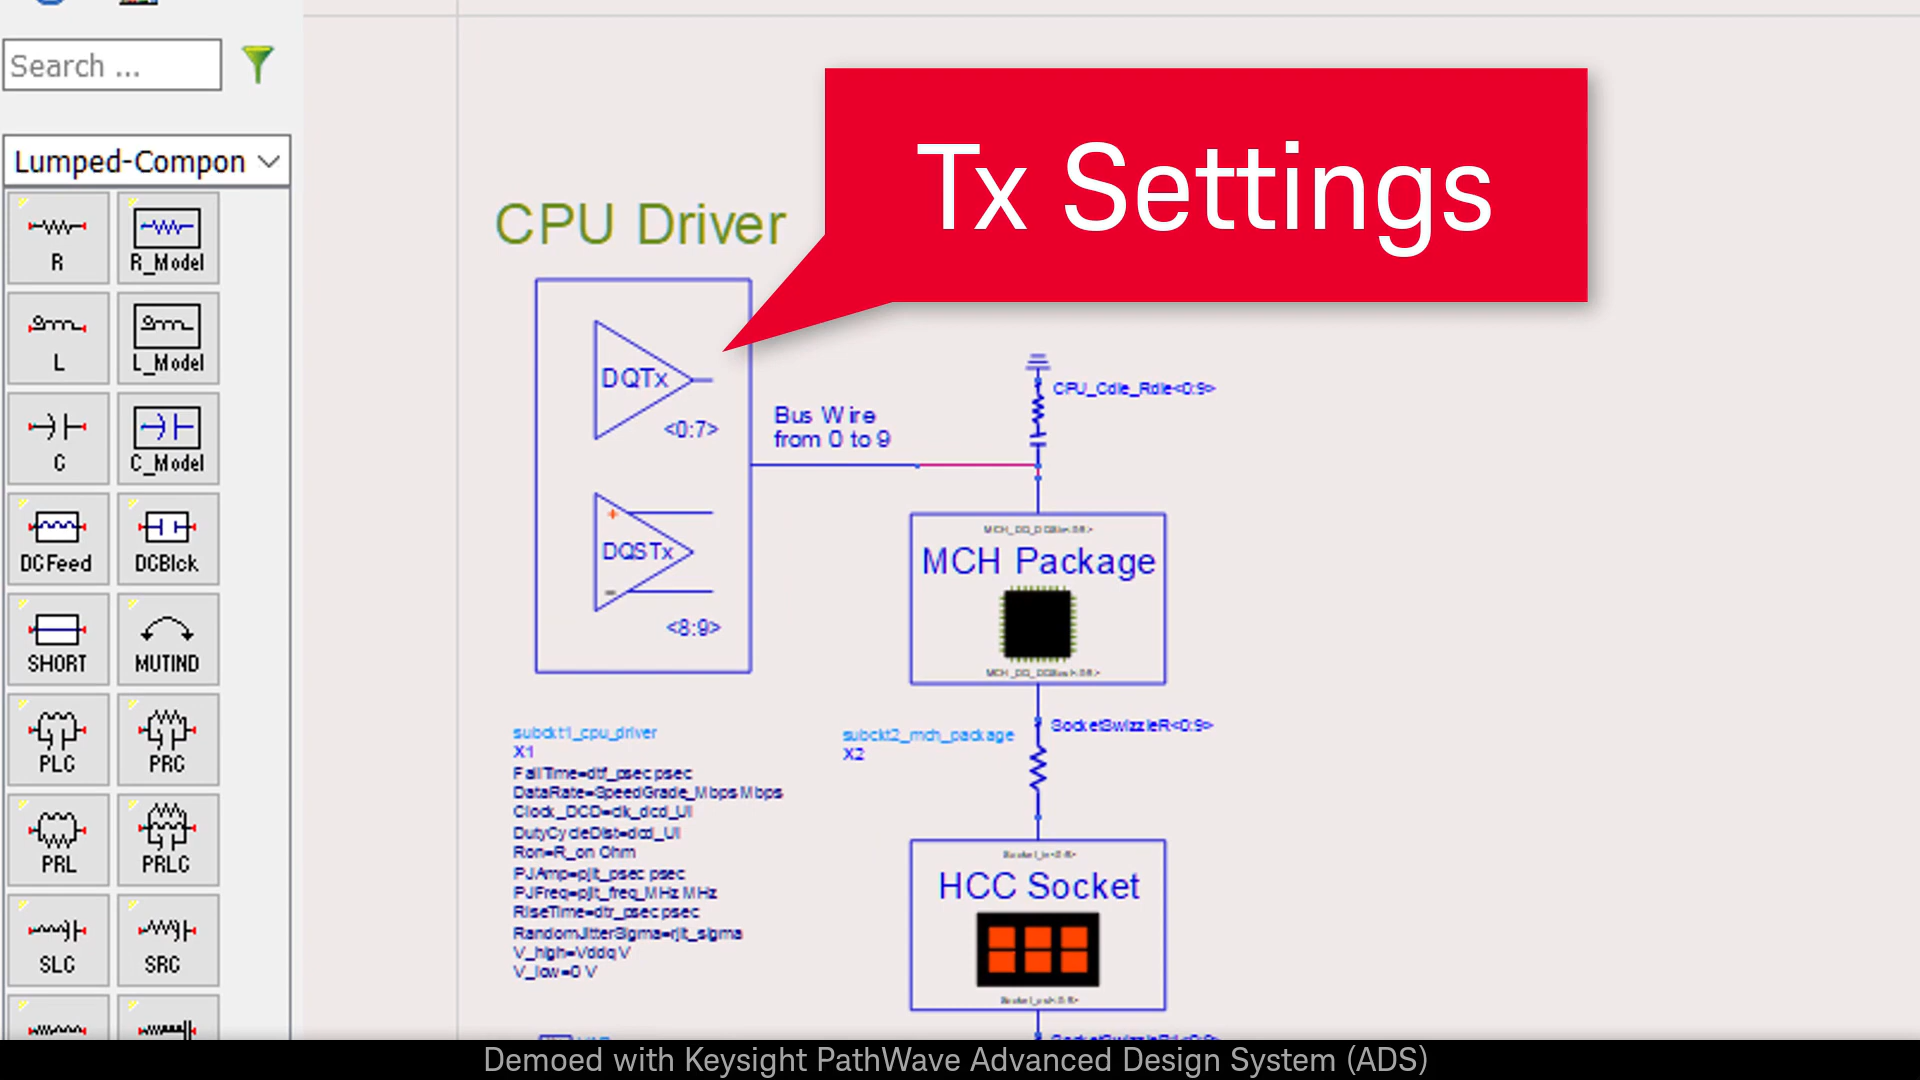 Search ...
Lumped-Compon
R
R_Model
L
L_Model
C
C_Model
DCFeed
DCBlck
SHORT
MUTIND
PLC
PRC
PRL
PRLC
SLC
SRC
Tx Settings
CPU Driver
DQTx
<0:7>
Bus Wire
from 0 to 9
DQSTx
<8:9>
CPU_Cdie_Rdie<0:9>
MCH Package
subckt1_cpu_driver
X1
FallTime=dtf_psec psec
DataRate=SpeedGrade_Mbps Mbps
Clock_DCD=clk_dcd_UI
DutyCycleDist=dcd_UI
Ron=R_on Ohm
PJAmp=pjit_psec psec
PJFreq=pjit_freq_MHz MHz
RiseTime=dtr_psec psec
RandomJitterSigma=rjit_sigma
V_high=Vddq V
V_low=0 V
subckt2_mch_package
X2
SocketSwizzleR<0:9>
HCC Socket
Demoed with Keysight PathWave Advanced Design System (ADS)